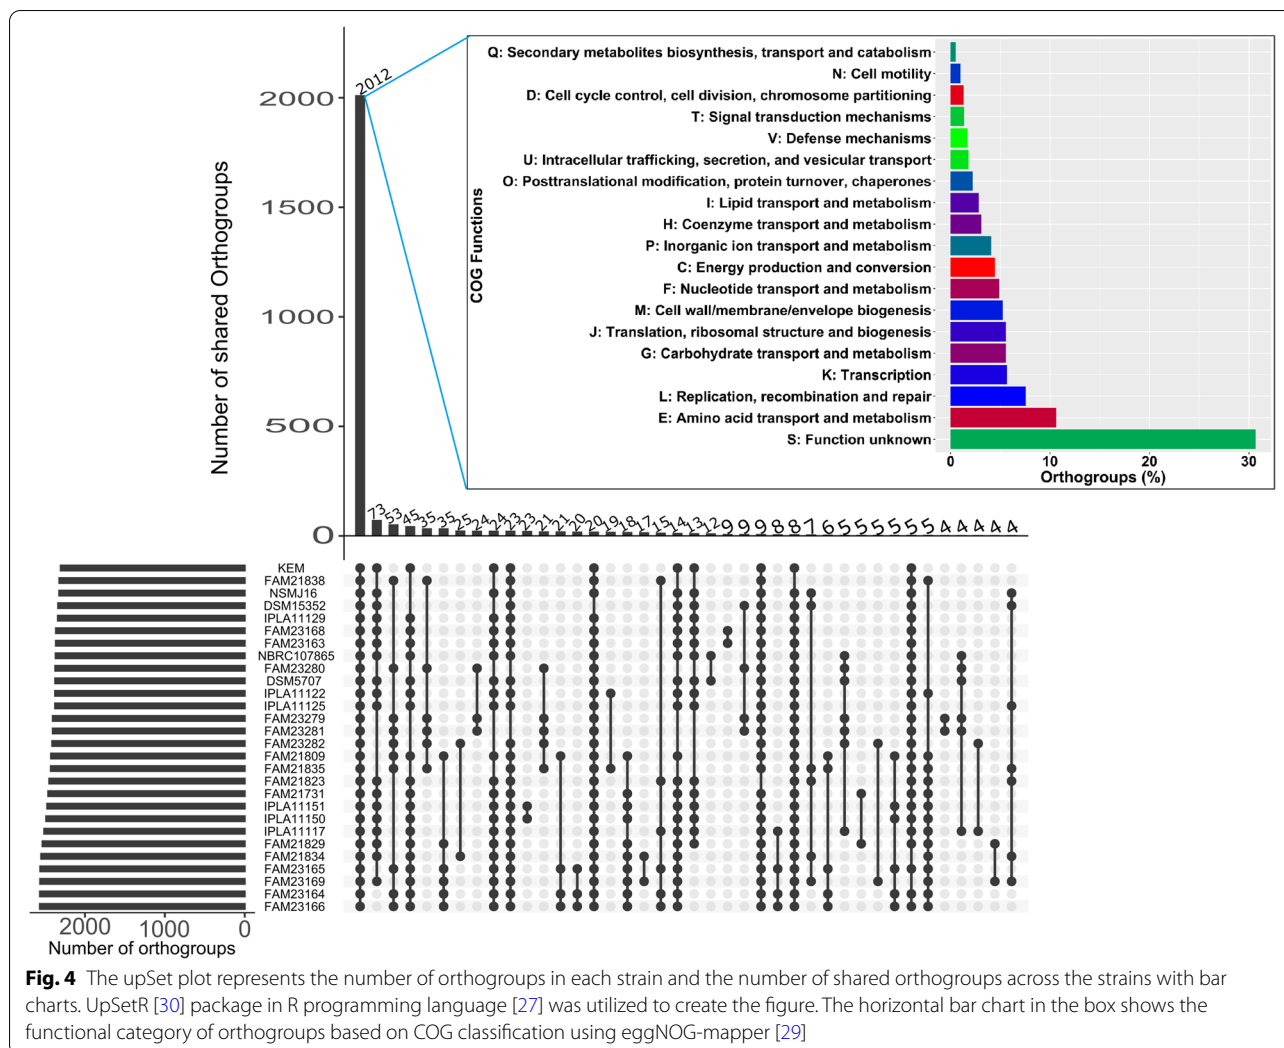 Number of shared Orthogroups
2000
1500
1000
500
0
2012
73 53 45 35 35 25 24 24 23 23 21 21 20 20 19 18 17 15 14 13 12 9 9 9 8 8 7 6 5 5 5 5 5 5 4 4 4 4 4
COG Functions
Q: Secondary metabolites biosynthesis, transport and catabolism
N: Cell motility
D: Cell cycle control, cell division, chromosome partitioning
T: Signal transduction mechanisms
V: Defense mechanisms
U: Intracellular trafficking, secretion, and vesicular transport
O: Posttranslational modification, protein turnover, chaperones
I: Lipid transport and metabolism
H: Coenzyme transport and metabolism
P: Inorganic ion transport and metabolism
C: Energy production and conversion
F: Nucleotide transport and metabolism
M: Cell wall/membrane/envelope biogenesis
J: Translation, ribosomal structure and biogenesis
G: Carbohydrate transport and metabolism
K: Transcription
L: Replication, recombination and repair
E: Amino acid transport and metabolism
S: Function unknown
0 10 20 30
Orthogroups (%)
KEM
FAM21838
NSMJ16
DSM15352
IPLA11129
FAM23168
FAM23163
NBRC107865
FAM23280
DSM5707
IPLA11122
IPLA11125
FAM23279
FAM23281
FAM23282
FAM21809
FAM21835
FAM21823
FAM21731
IPLA11151
IPLA11150
IPLA11117
FAM21829
FAM21834
FAM23165
FAM23169
FAM23164
FAM23166
2000 1000 0
Number of orthogroups
Fig. 4 The upSet plot represents the number of orthogroups in each strain and the number of shared orthogroups across the strains with bar
charts. UpSetR [30] package in R programming language [27] was utilized to create the figure. The horizontal bar chart in the box shows the
functional category of orthogroups based on COG classification using eggNOG-mapper [29]